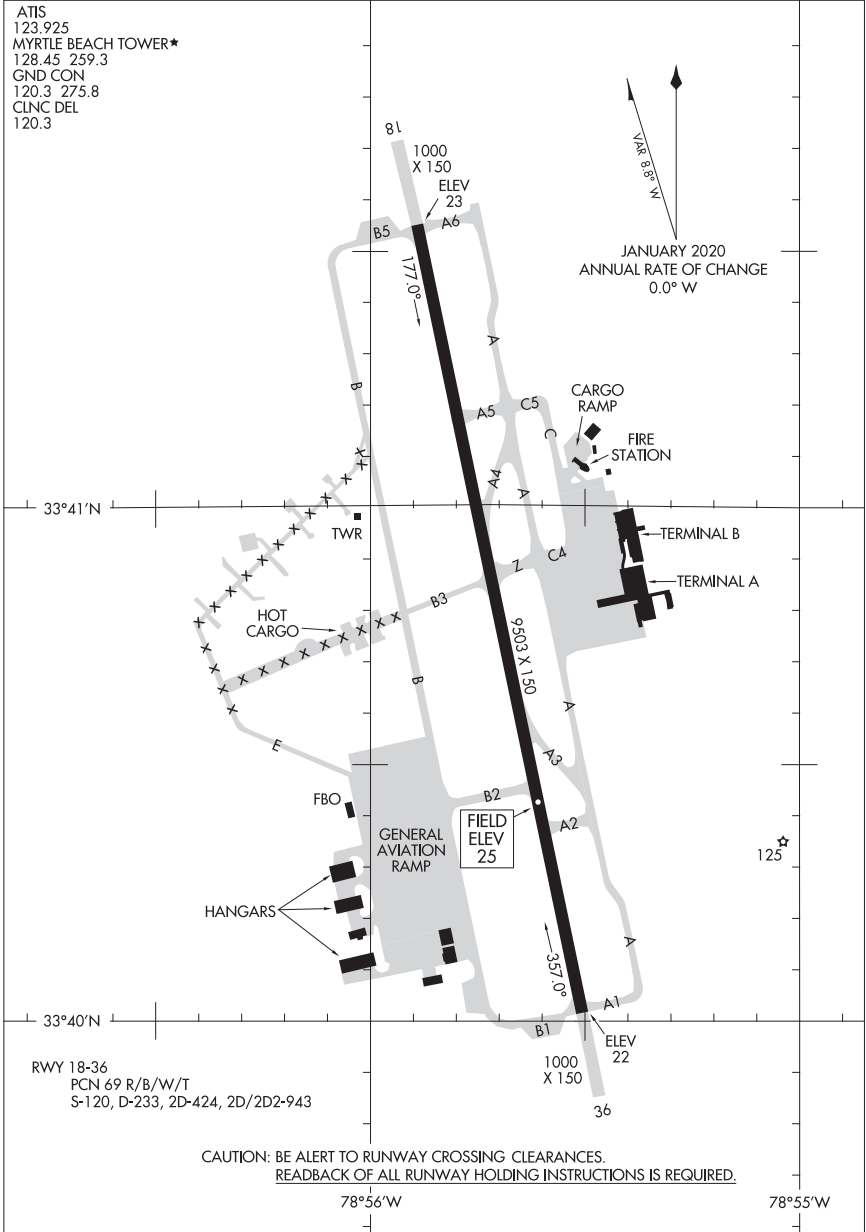 ATIS
123.925
MYRTLE BEACH TOWER★
128.45 259.3
GND CON
120.3 275.8
CLNC DEL
120.3
VAR 8.8° W
JANUARY 2020
ANNUAL RATE OF CHANGE
0.0° W
18
1000
X 150
ELEV
23
A6
B5
177.0°
A
B
CARGO
RAMP
A5
C5
C
FIRE
STATION
A4
A
33°41'N
TWR
TERMINAL B
Z
C4
TERMINAL A
B3
HOT
CARGO
9503 X 150
B
A
E
A3
FBO
B2
FIELD
ELEV
25
A2
GENERAL
AVIATION
RAMP
125
HANGARS
A
357.0°
33°40'N
A1
B1
ELEV
22
1000
X 150
36
RWY 18-36
PCN 69 R/B/W/T
S-120, D-233, 2D-424, 2D/2D2-943
CAUTION: BE ALERT TO RUNWAY CROSSING CLEARANCES.
READBACK OF ALL RUNWAY HOLDING INSTRUCTIONS IS REQUIRED.
78°56'W
78°55'W